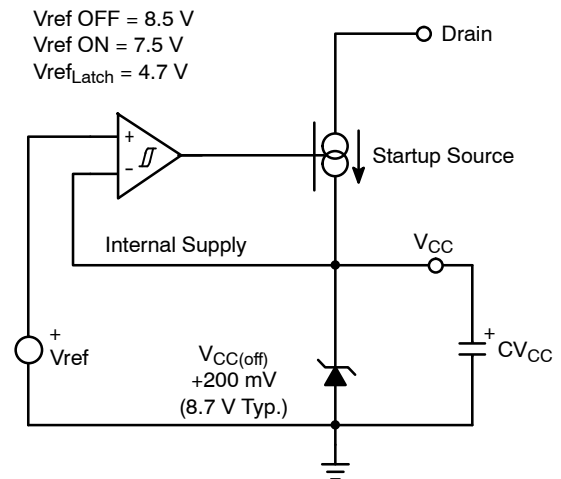 Vref OFF = 8.5 V
Vref ON = 7.5 V
VrefLatch = 4.7 V
Drain
+
-
Startup Source
Internal Supply
VCC
+
Vref
VCC(off)
+200 mV
(8.7 V Typ.)
+
CVCC